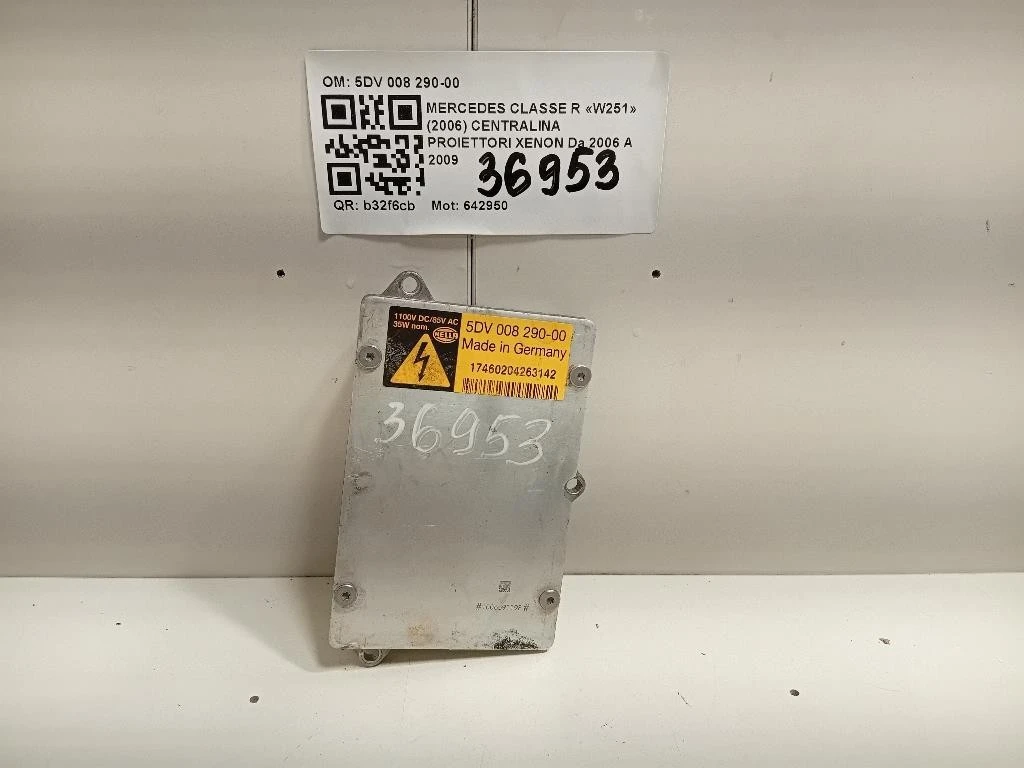 OM: 5DV 008 290-00
MERCEDES CLASSE R «W251»
(2006) CENTRALINA
PROIETTORI XENON Da 2006 A
2009
36953
QR: b32f6cb Mot: 642950
1100V DC/85V AC
35W nom.
HELLA
5DV 008 290-00
Made in Germany
17460204263142
36953